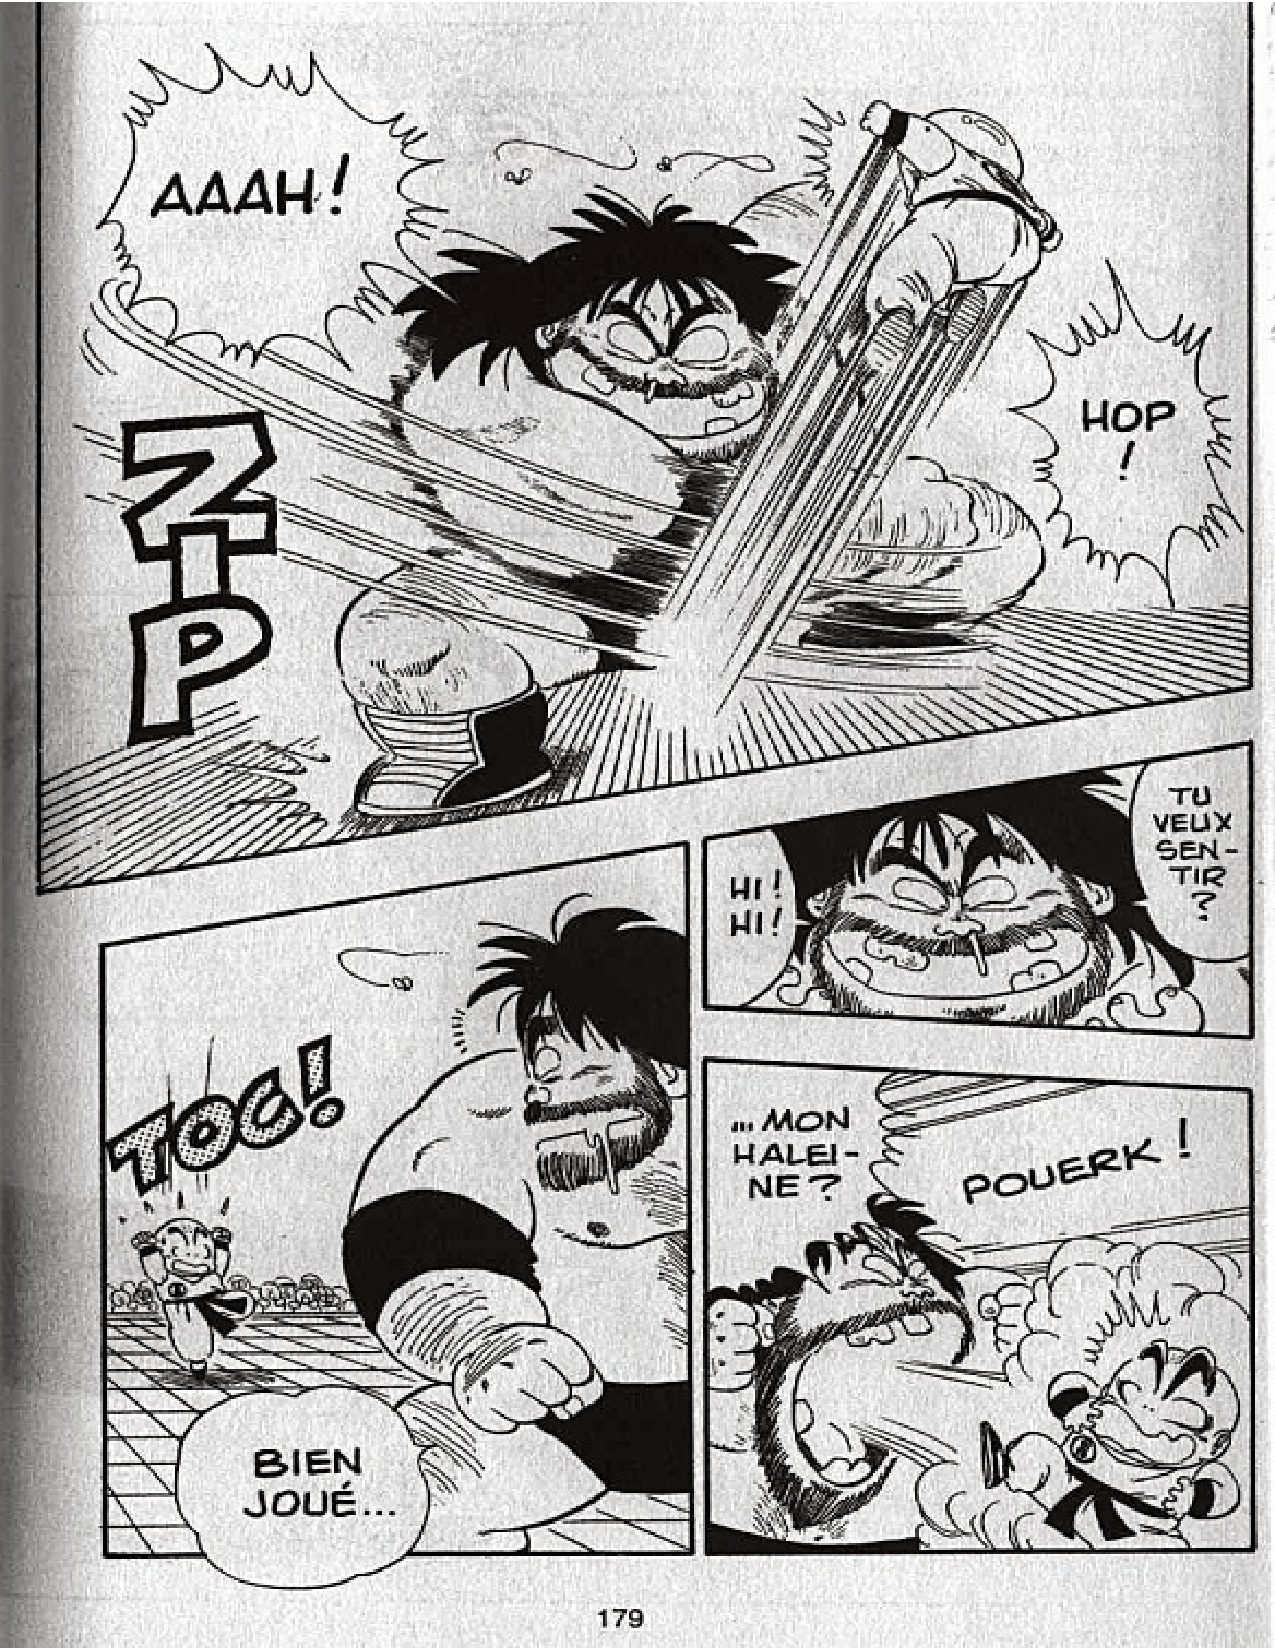 AAAH!
HOP
!
ZIP
TU
VEUX
SEN-
TIR
?
HI!
HI!
TOC!
BIEN
JOUÉ...
...MON
HALEI-
NE?
POUERK!
179